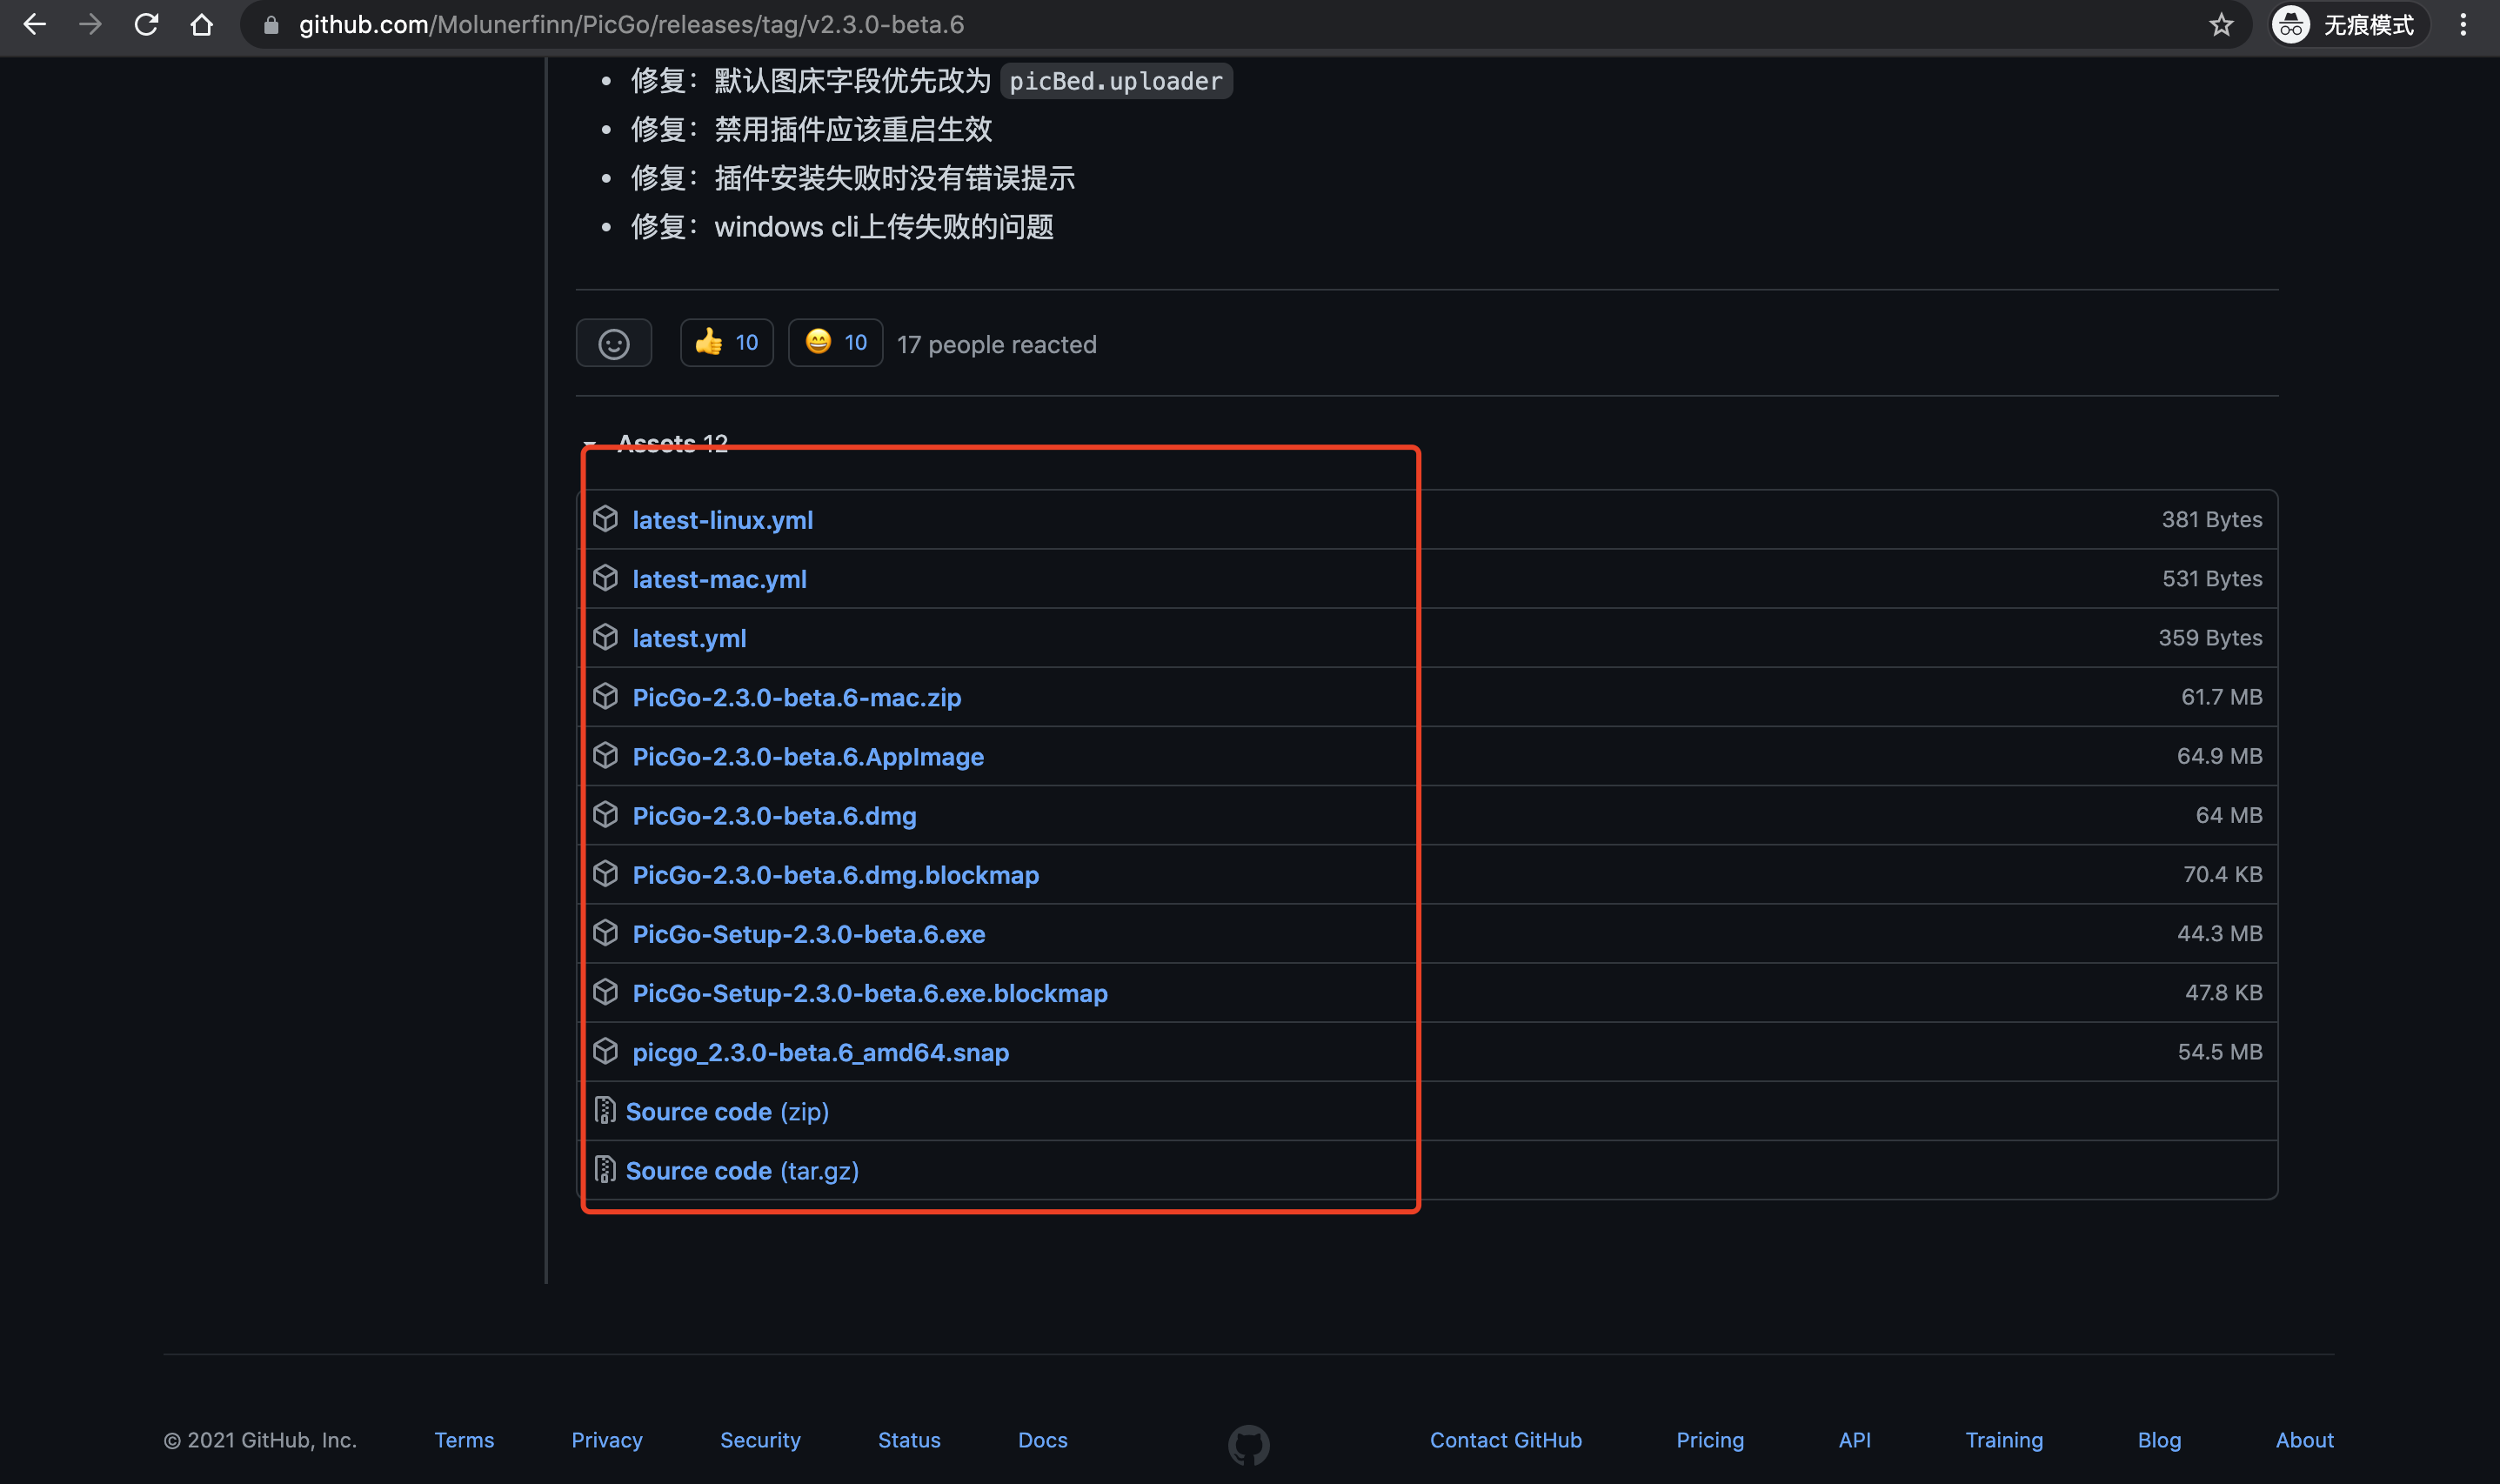 github.com/Molunerfinn/PicGo/releases/tag/v2.3.0-beta.6
无痕模式
修复：默认图床字段优先改为 picBed.uploader
修复：禁用插件应该重启生效
修复：插件安装失败时没有错误提示
修复：windows cli上传失败的问题
10 10 17 people reacted
Assets 12
latest-linux.yml 381 Bytes
latest-mac.yml 531 Bytes
latest.yml 359 Bytes
PicGo-2.3.0-beta.6-mac.zip 61.7 MB
PicGo-2.3.0-beta.6.AppImage 64.9 MB
PicGo-2.3.0-beta.6.dmg 64 MB
PicGo-2.3.0-beta.6.dmg.blockmap 70.4 KB
PicGo-Setup-2.3.0-beta.6.exe 44.3 MB
PicGo-Setup-2.3.0-beta.6.exe.blockmap 47.8 KB
picgo_2.3.0-beta.6_amd64.snap 54.5 MB
Source code (zip)
Source code (tar.gz)
© 2021 GitHub, Inc. Terms Privacy Security Status Docs Contact GitHub Pricing API Training Blog About